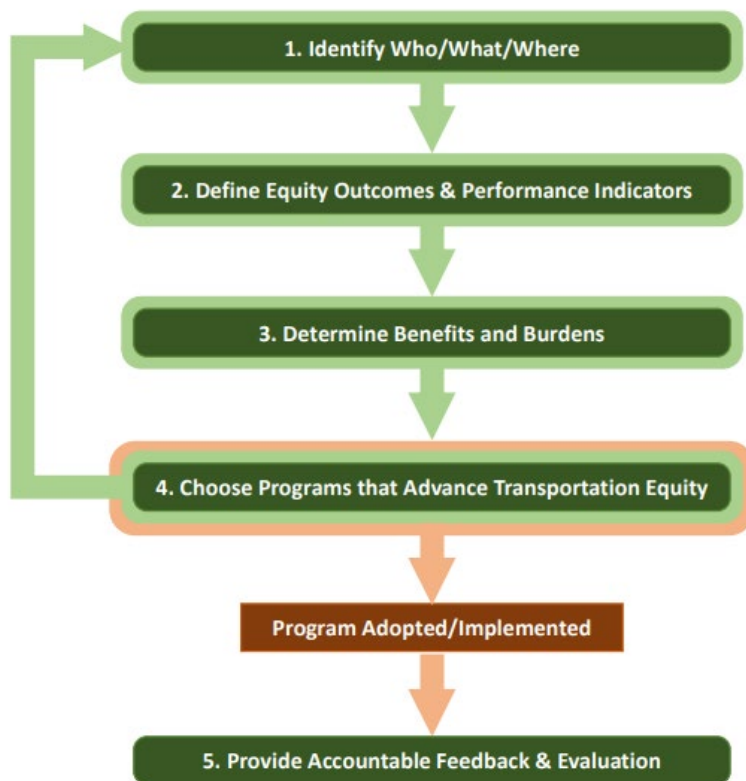 1. Identify Who/What/Where
2. Define Equity Outcomes & Performance Indicators
3. Determine Benefits and Burdens
4. Choose Programs that Advance Transportation Equity
Program Adopted/Implemented
5. Provide Accountable Feedback & Evaluation